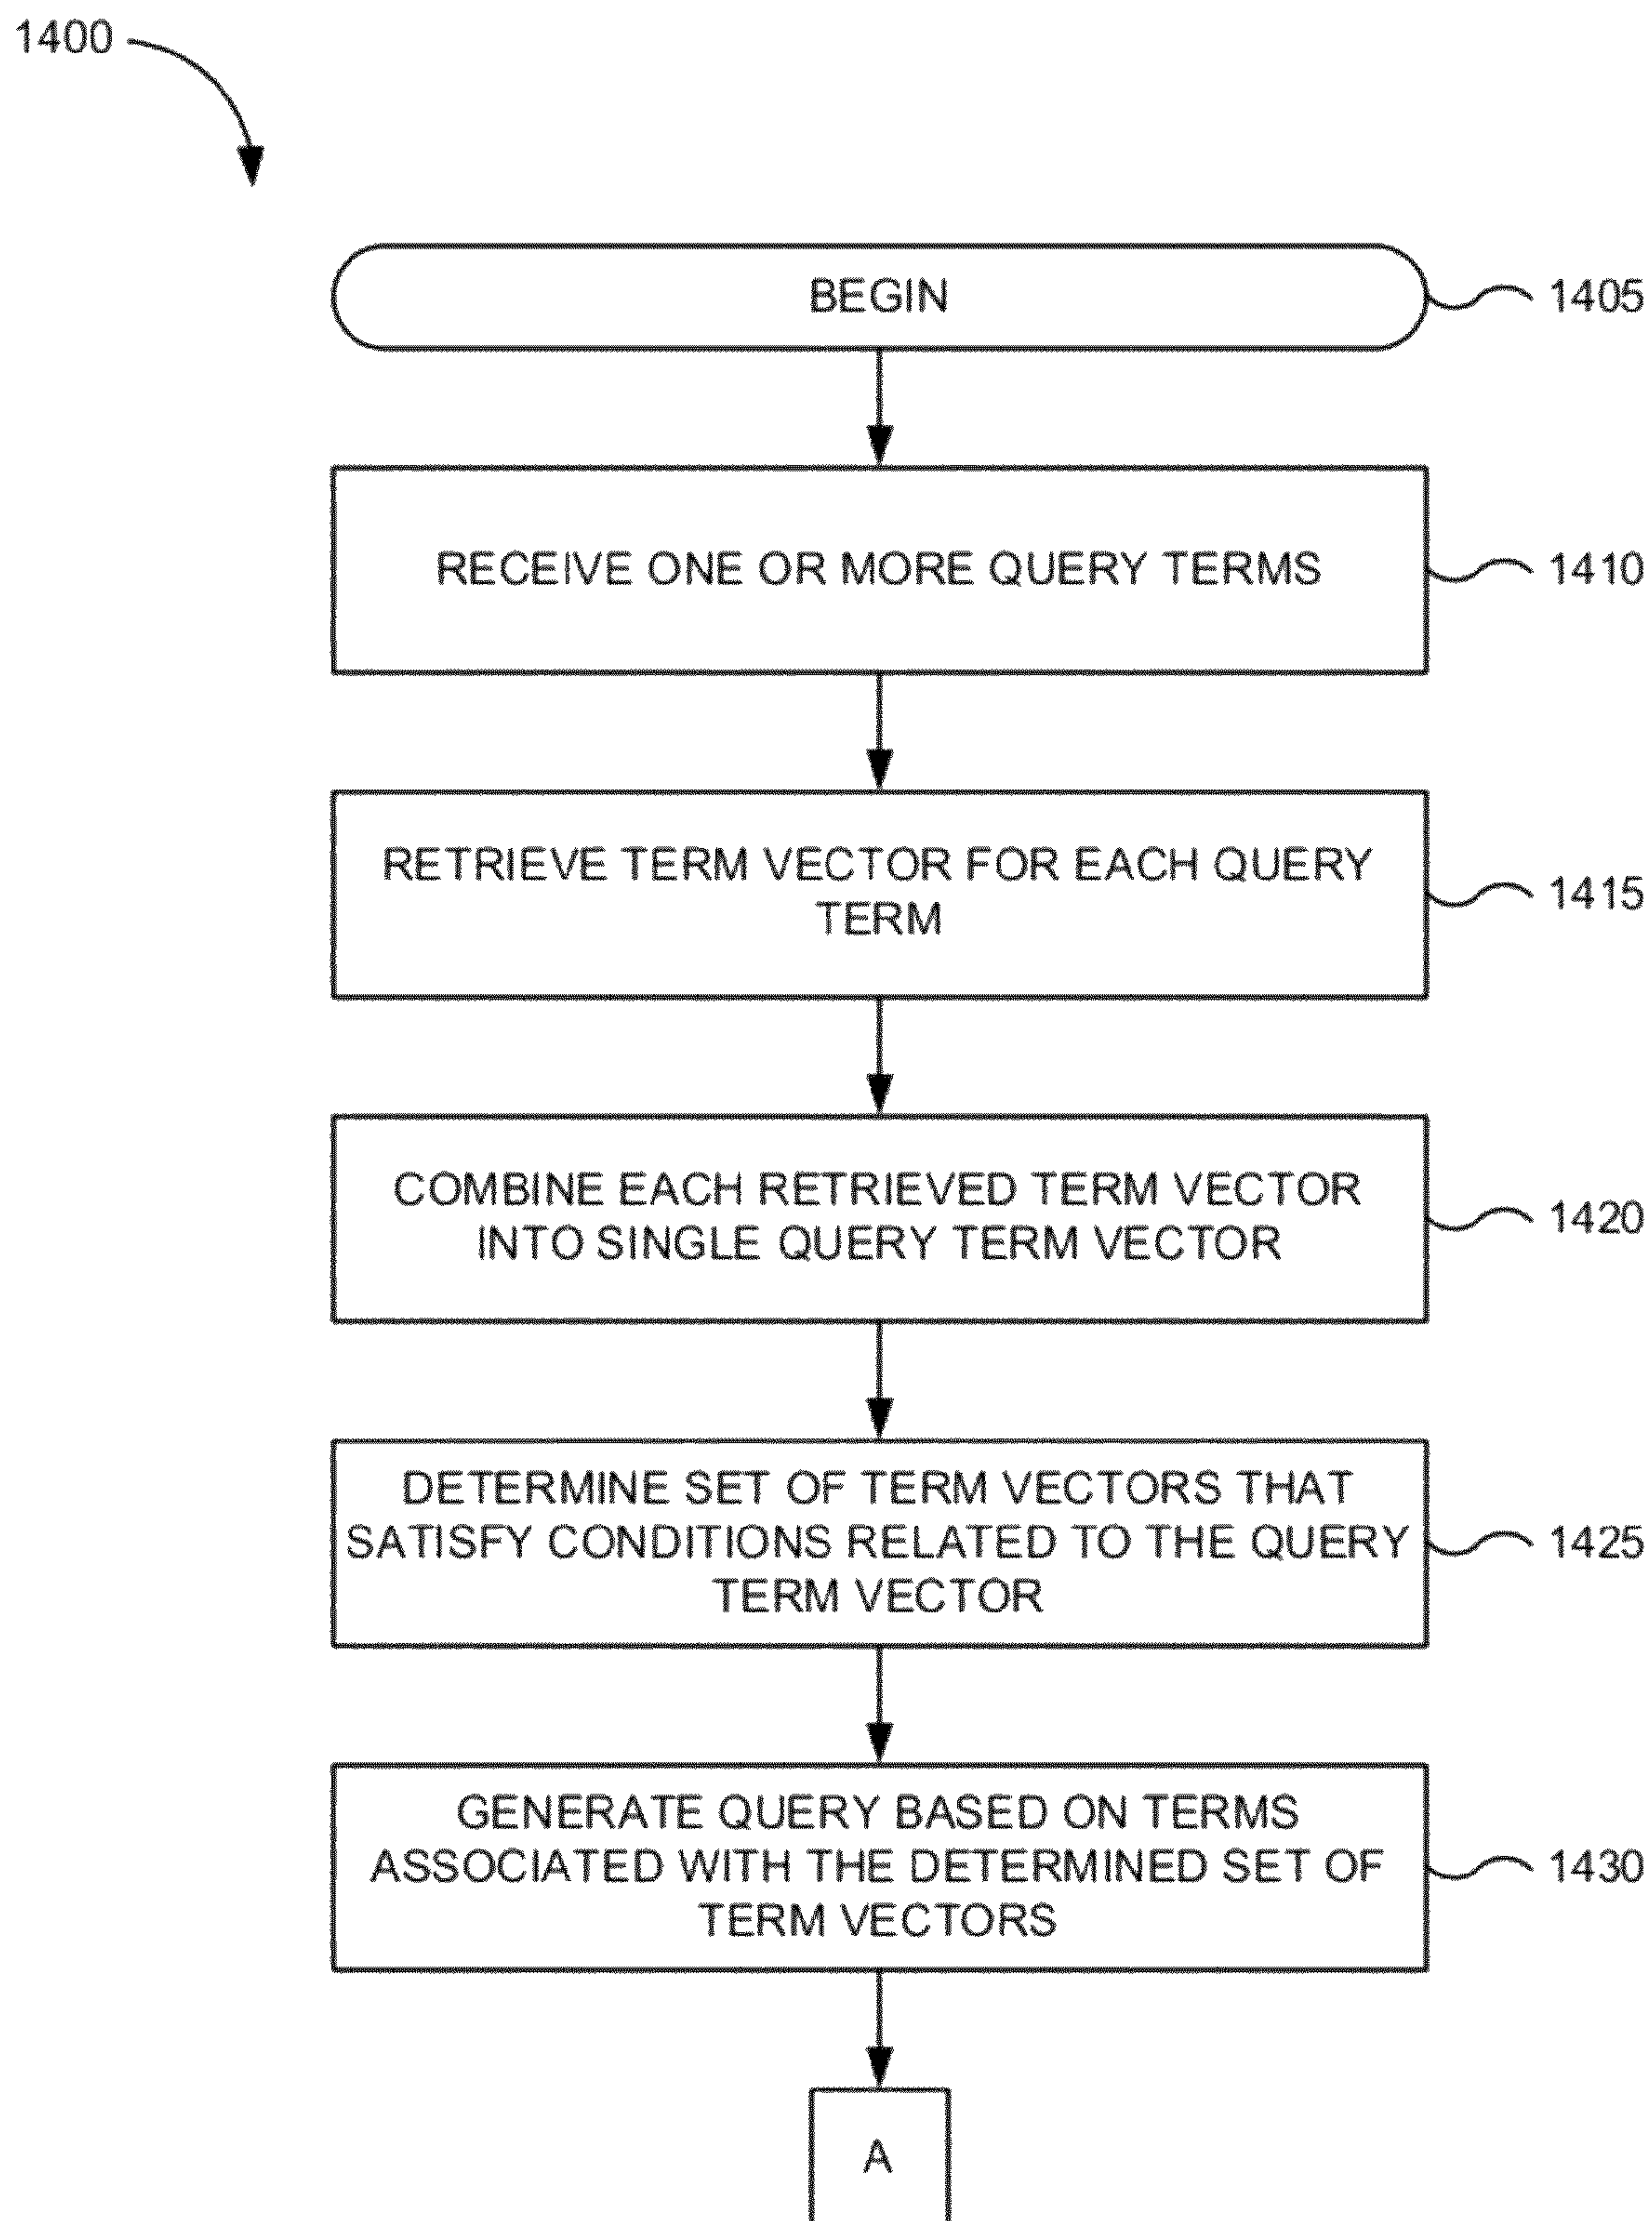 1400
BEGIN
1405
RECEIVE ONE OR MORE QUERY TERMS
1410
RETRIEVE TERM VECTOR FOR EACH QUERY
TERM
1415
COMBINE EACH RETRIEVED TERM VECTOR
INTO SINGLE QUERY TERM VECTOR
1420
DETERMINE SET OF TERM VECTORS THAT
SATISFY CONDITIONS RELATED TO THE QUERY
TERM VECTOR
1425
GENERATE QUERY BASED ON TERMS
ASSOCIATED WITH THE DETERMINED SET OF
TERM VECTORS
1430
A